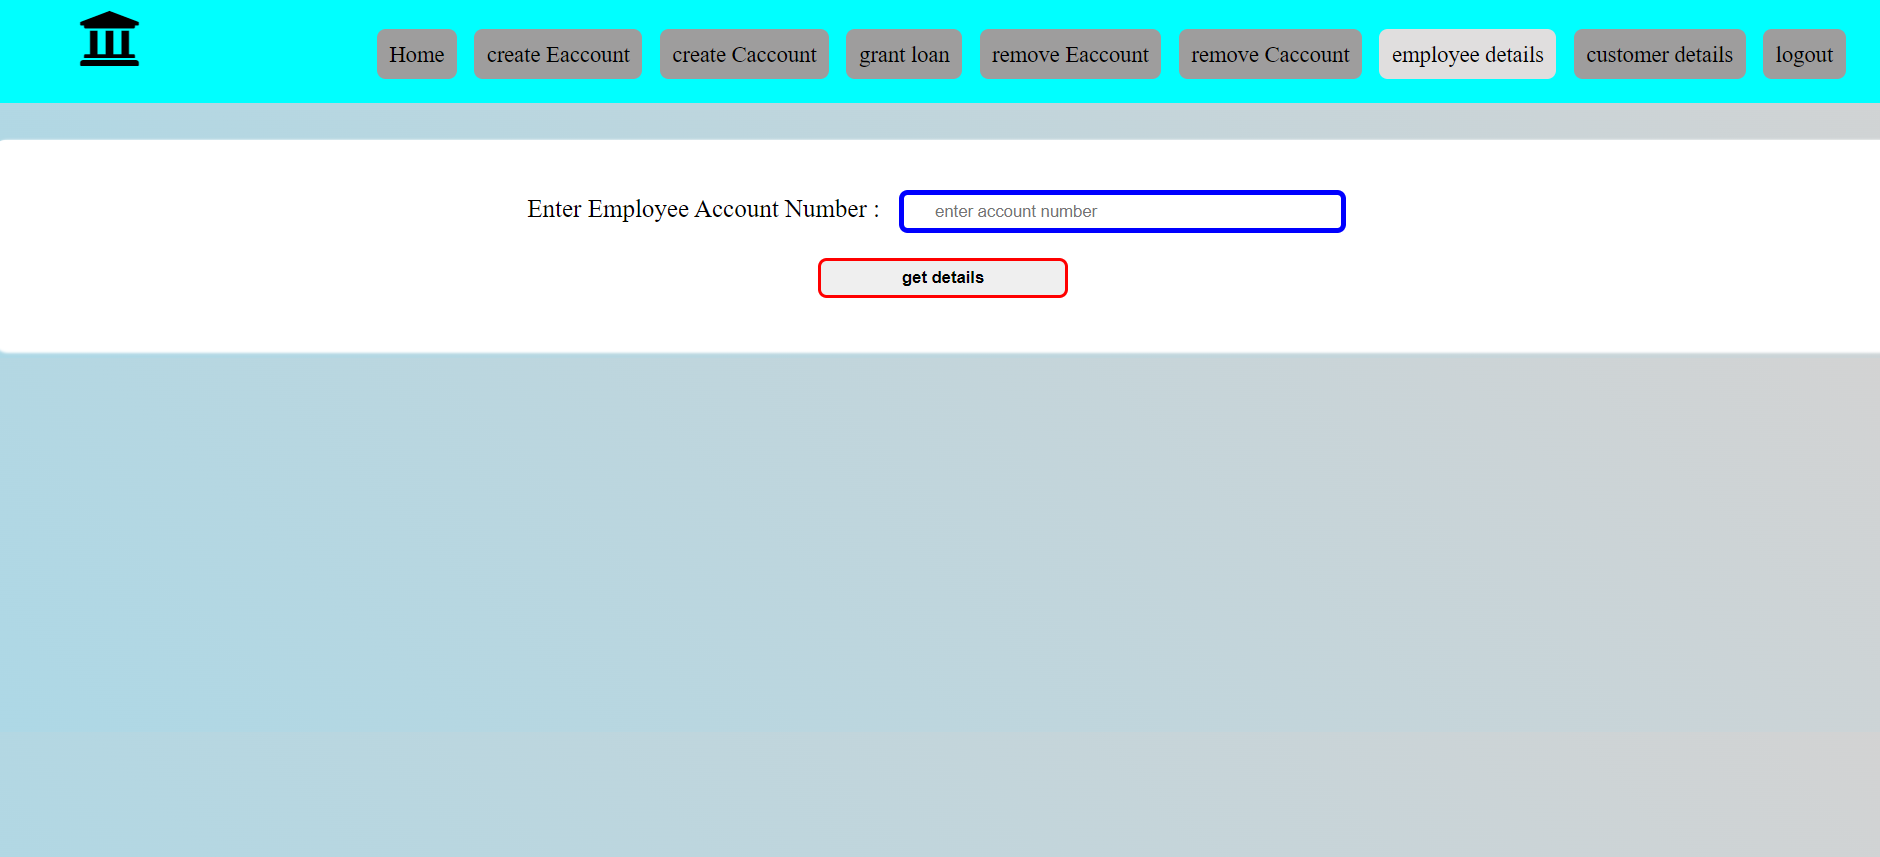 Home create Eaccount create Caccount grant loan remove Eaccount remove Caccount employee details customer details logout
Enter Employee Account Number : enter account number
get details